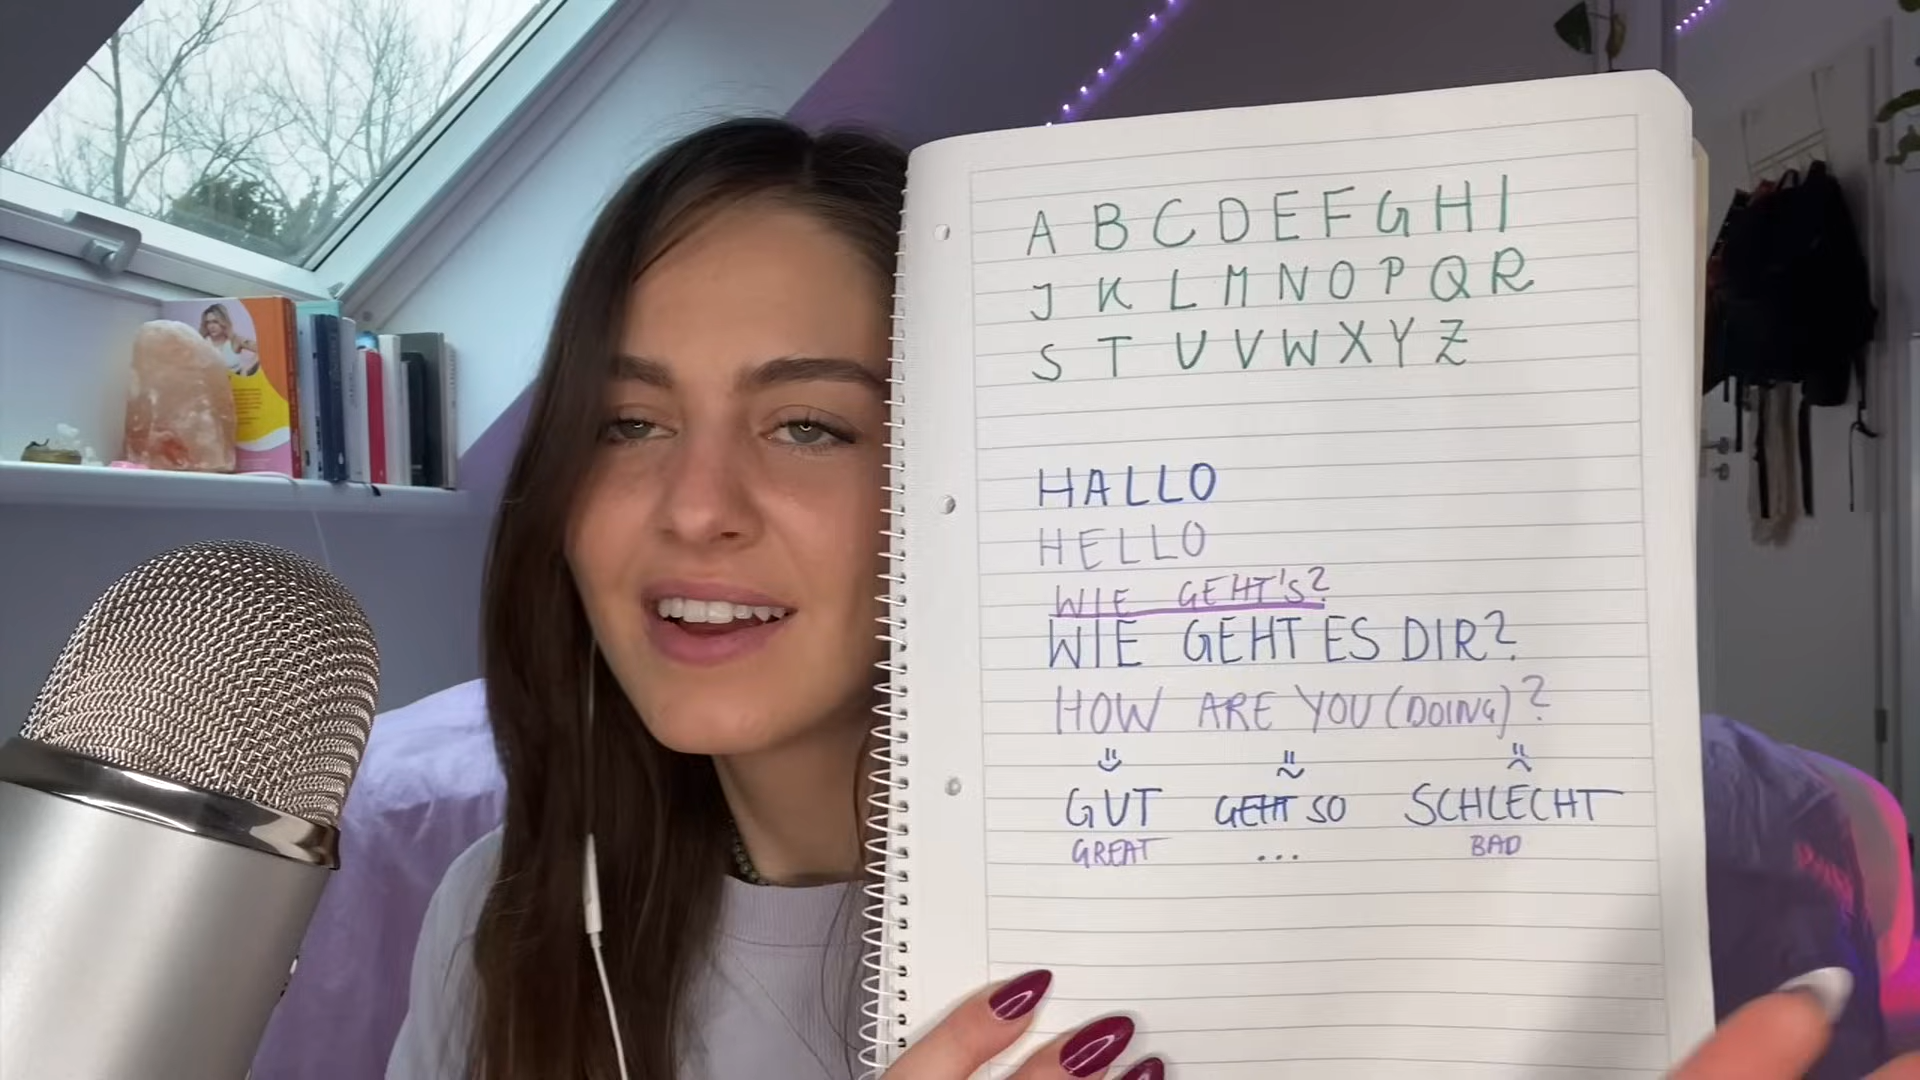 A B C D E F G H I
J K L M N O P Q R
S T U V W X Y Z
HALLO
HELLO
WIE GEHT'S?
WIE GEHT ES DIR?
HOW ARE YOU (DOING)?
GUT GEHT SO SCHLECHT
GREAT ... BAD